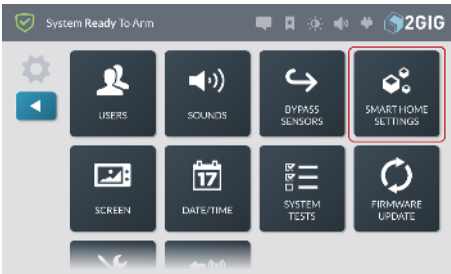 System Ready To Arm
2GIG
USERS
SOUNDS
BYPASS
SENSORS
SMART HOME
SETTINGS
SCREEN
17
DATE/TIME
SYSTEM
TESTS
FIRMWARE
UPDATE